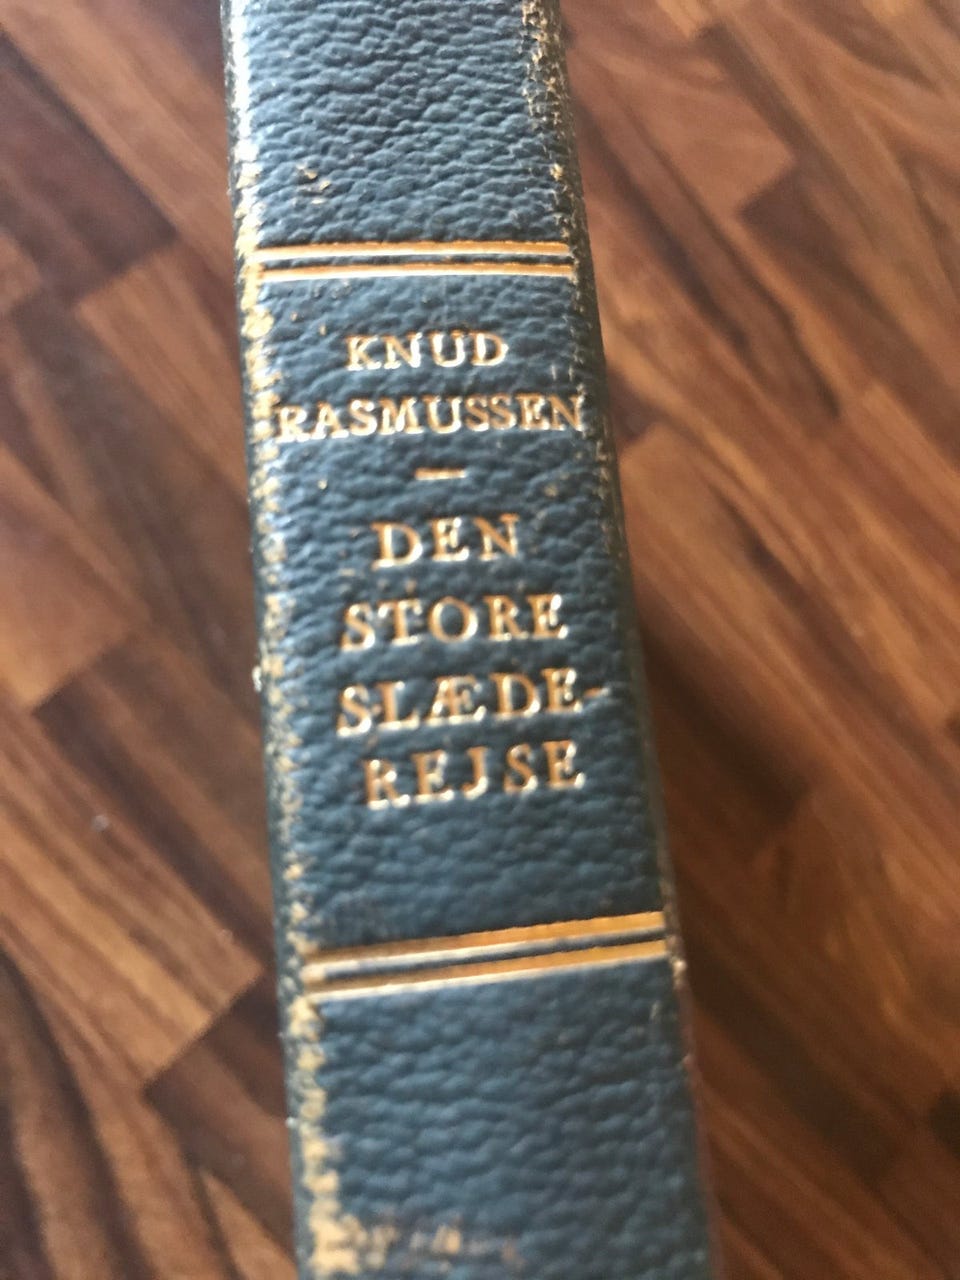 KNUD
RASMUSSEN
—
DEN
STORE
SLÆDE-
REJSE